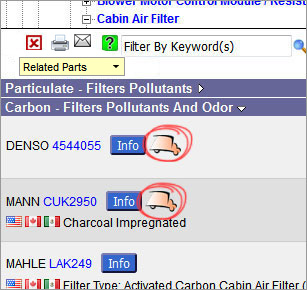 Blower Motor Control Module / Resist
Cabin Air Filter
? Filter By Keyword(s)
Related Parts
Particulate - Filters Pollutants
Carbon - Filters Pollutants And Odor
DENSO 4544055 Info
MANN CUK2950 Info
Charcoal Impregnated
MAHLE LAK249 Info
Filter Type: Activated Carbon Cabin Air Filter (